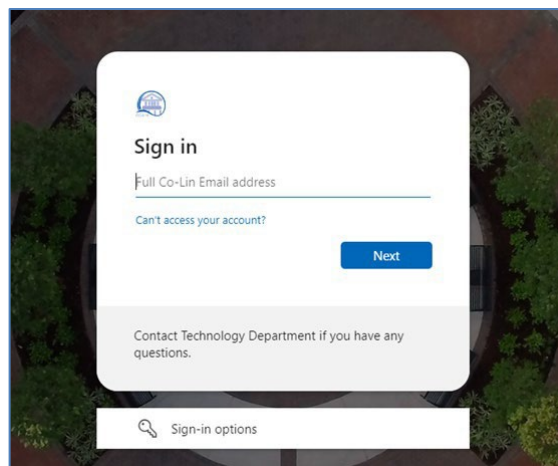 Sign in
Full Co-Lin Email address
Can't access your account?
Next
Contact Technology Department if you have any
questions.
Sign-in options